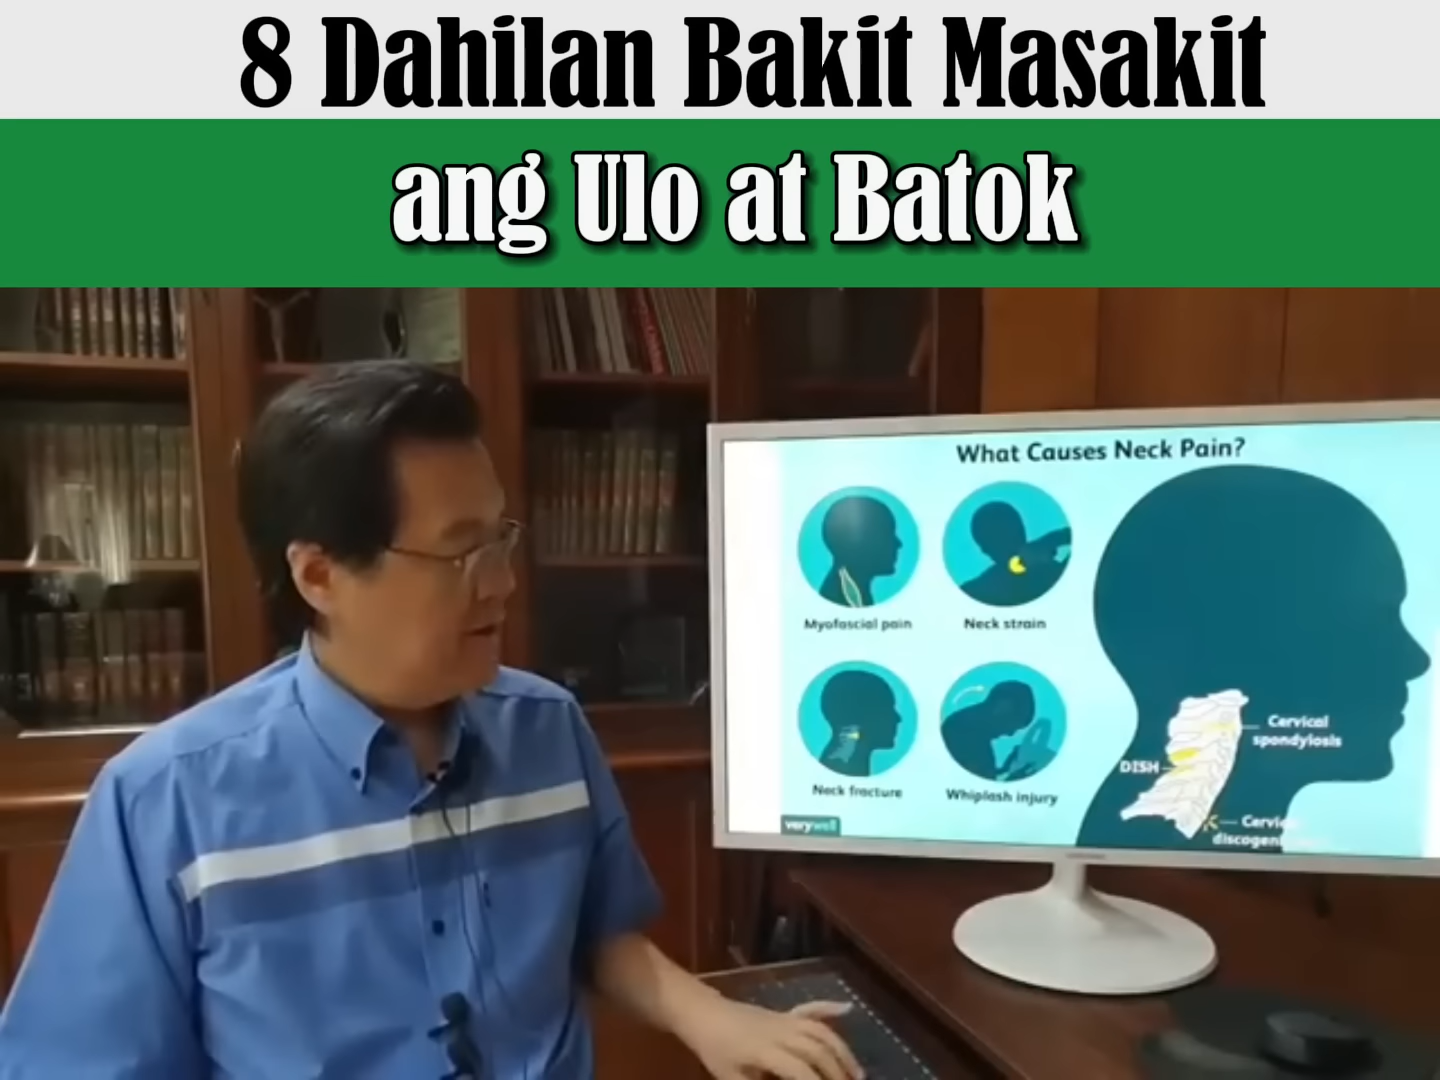 8 Dahilan Bakit Masakit
ang Ulo at Batok
What Causes Neck Pain?
Myofascial pain
Neck strain
Neck fracture
Whiplash injury
Cervical
spondylosis
DISH
verywell